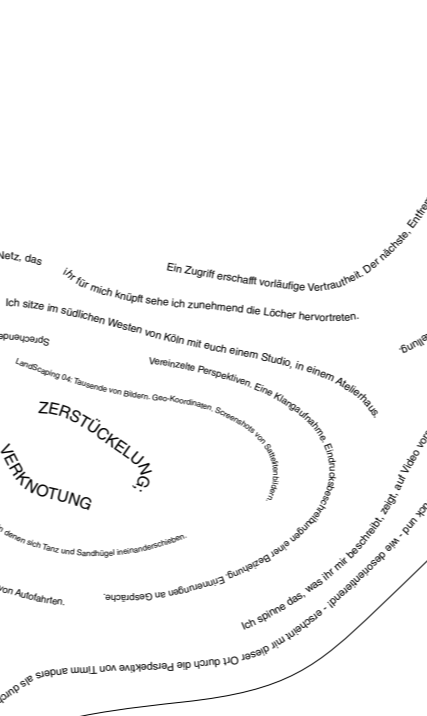 Netz, das
ihr für mich knüpft sehe ich zunehmend die Löcher hervortreten.
Ein Zugriff erschafft vorläufige Vertrautheit. Der nächste, Entfre
Ich sitze im südlichen Westen von Köln mit euch einem Studio, in einem Atelierhaus,
Sprechende
ellung,
Vereinzelte Perspektiven. Eine Klangaufnahme. Eindrucksbeschreibungen einer Beziehung. Erinnerungen an Gespräche.
LandScaping 04; Tausende von Bildern. Geo-Koordinaten, Screenshots von Satelitenbildern,
ZERSTÜCKELUNG;
VERKNOTUNG
denen sich Tanz und Sandhügel ineinanderschieben.
von Autofahrten.
Ich spinne das, was ihr mir beschreibt, zeigt, auf Video vor
ck und - wie desorientierend! - erscheint mir dieser Ort durch die Perspektive von Timm anders als durch